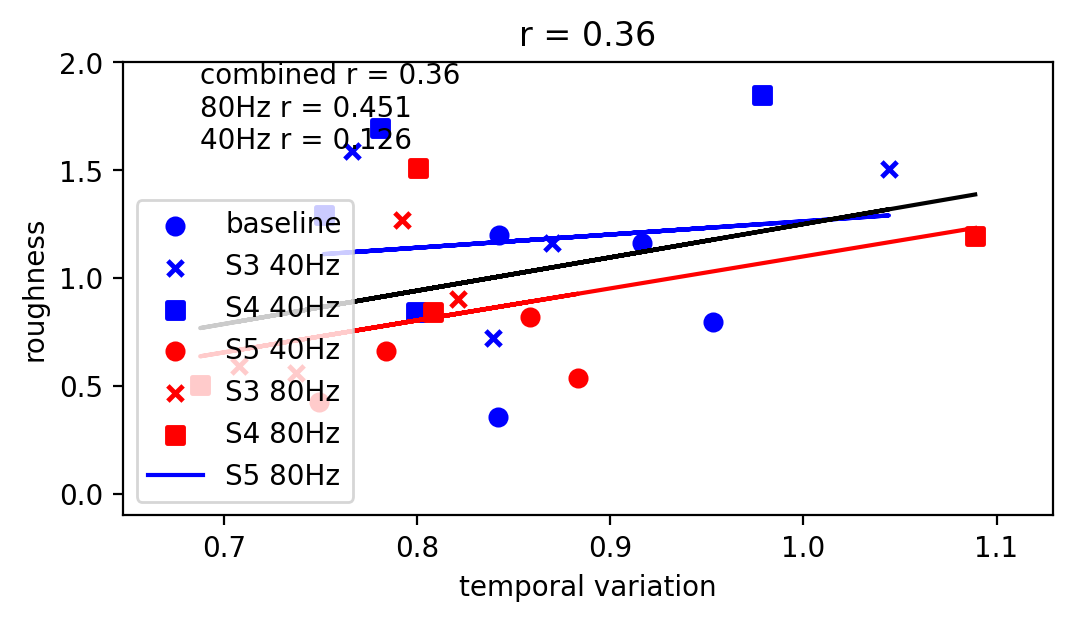 r = 0.36
combined r = 0.36
80Hz r = 0.451
40Hz r = 0.126
2.0
1.5
1.0
0.5
0.0
roughness
baseline
S3 40Hz
S4 40Hz
S5 40Hz
S3 80Hz
S4 80Hz
S5 80Hz
0.7 0.8 0.9 1.0 1.1
temporal variation